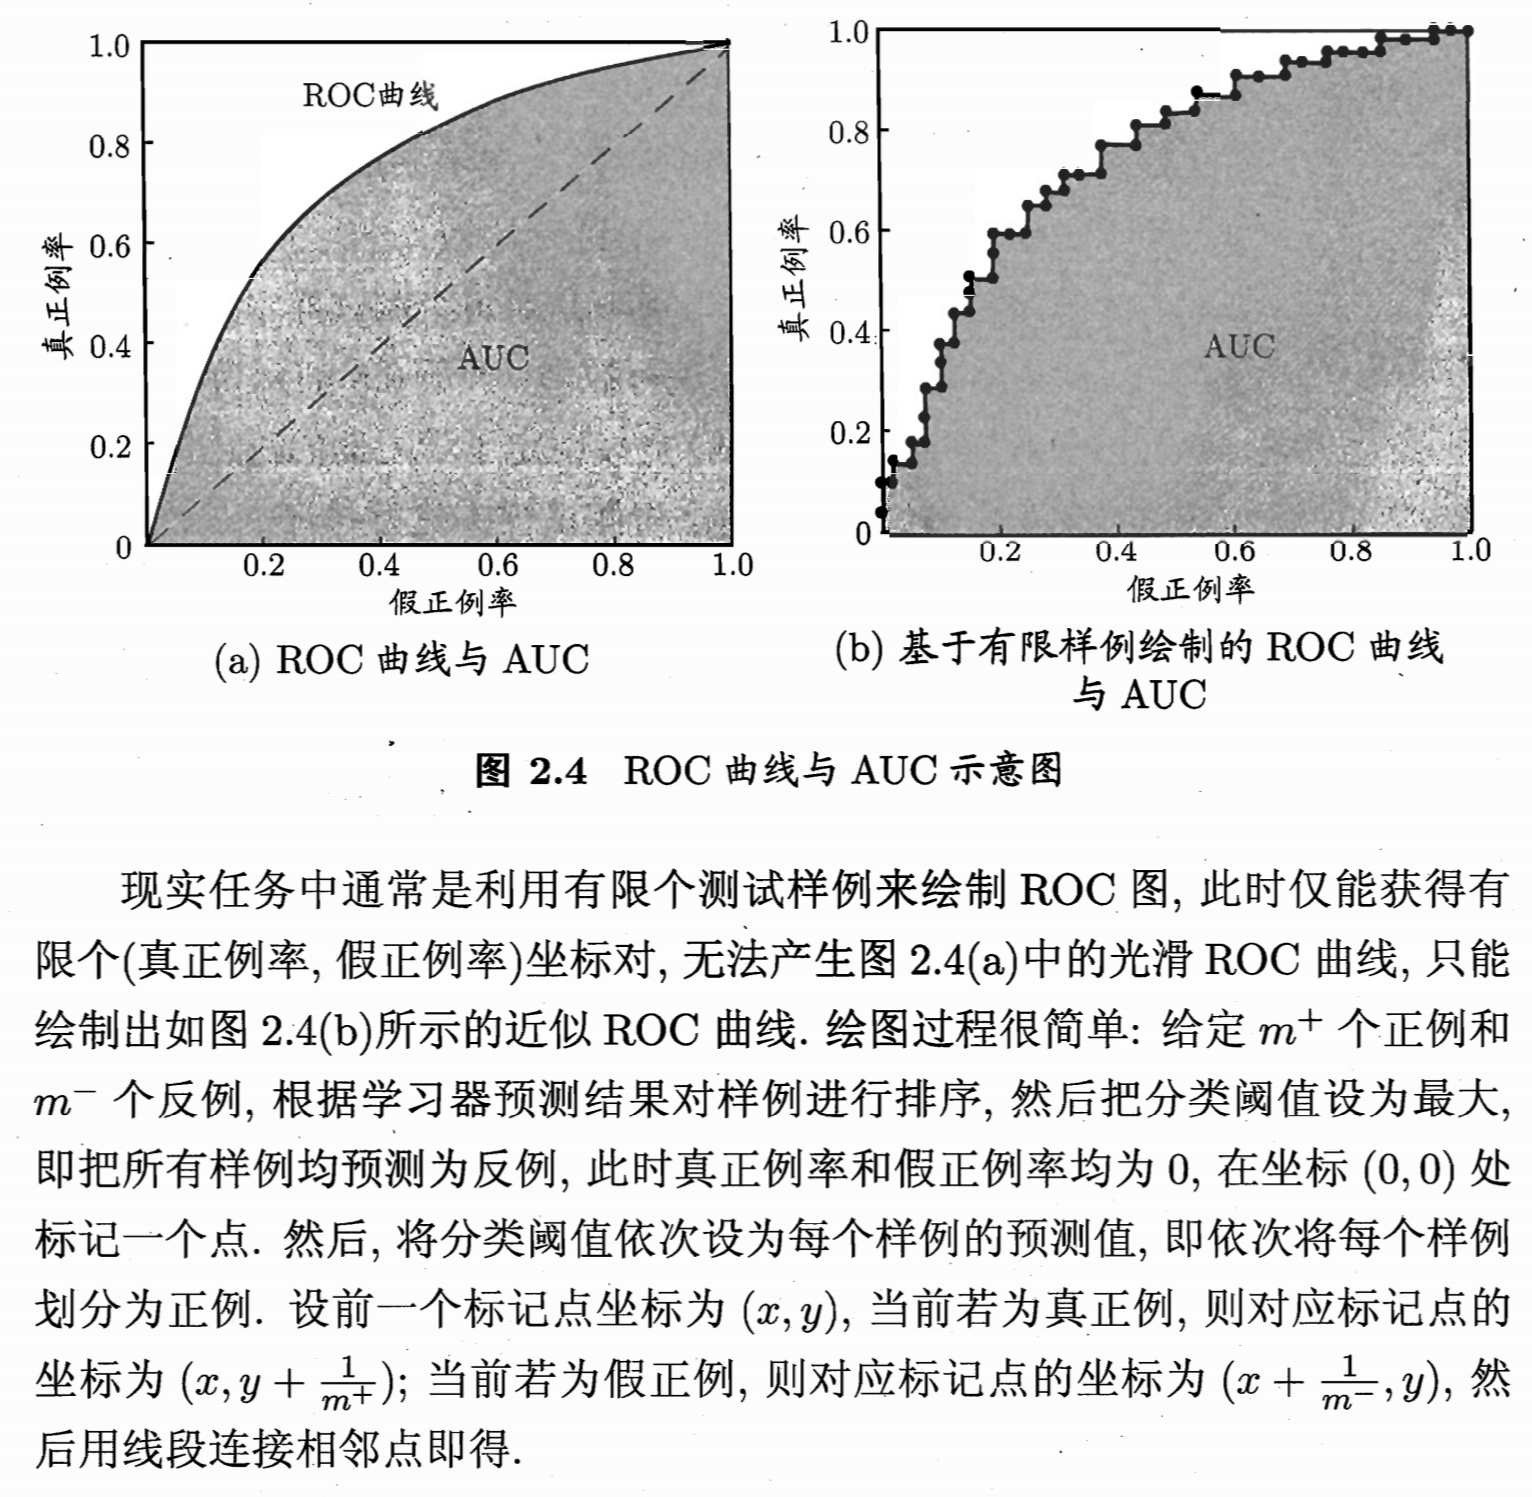 1.0
0.8
0.6
0.4
0.2
0
0.2 0.4 0.6 0.8 1.0
真正例率
假正例率
ROC曲线
AUC
(a) ROC 曲线与 AUC
1.0
0.8
0.6
0.4
0.2
0
0.2 0.4 0.6 0.8 1.0
真正例率
假正例率
AUC
(b) 基于有限样例绘制的 ROC 曲线
与 AUC
图 2.4 ROC 曲线与 AUC 示意图
现实任务中通常是利用有限个测试样例来绘制 ROC 图, 此时仅能获得有
限个(真正例率, 假正例率)坐标对, 无法产生图 2.4(a)中的光滑 ROC 曲线, 只能
绘制出如图 2.4(b)所示的近似 ROC 曲线. 绘图过程很简单: 给定 m⁺ 个正例和
m⁻ 个反例, 根据学习器预测结果对样例进行排序, 然后把分类阈值设为最大,
即把所有样例均预测为反例, 此时真正例率和假正例率均为 0, 在坐标 (0,0) 处
标记一个点. 然后, 将分类阈值依次设为每个样例的预测值, 即依次将每个样例
划分为正例. 设前一个标记点坐标为 (x, y), 当前若为真正例, 则对应标记点的
坐标为 (x, y + 1/m⁺); 当前若为假正例, 则对应标记点的坐标为 (x + 1/m⁻, y), 然
后用线段连接相邻点即得.